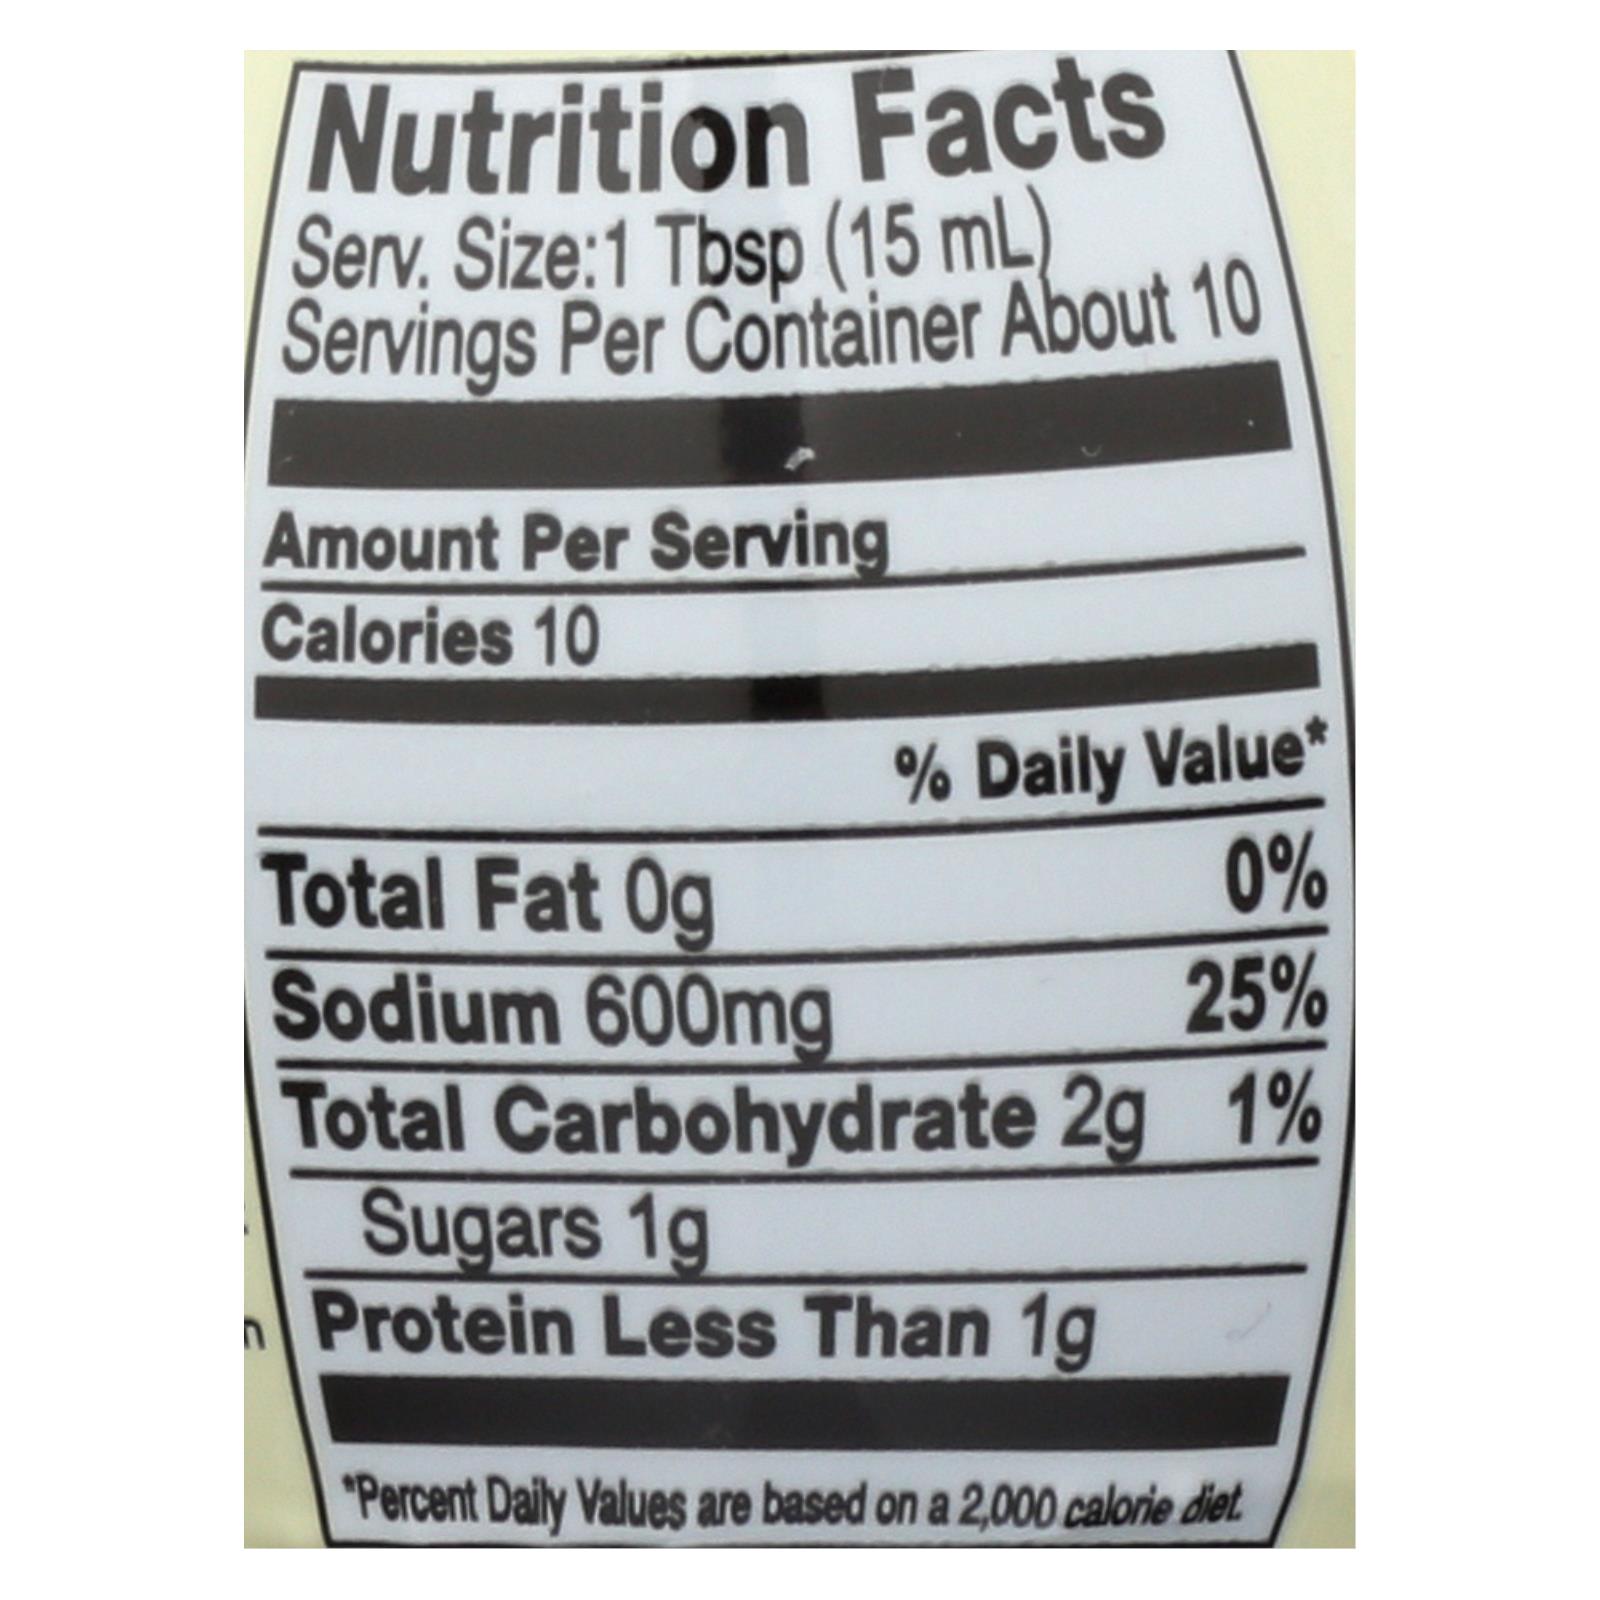 Nutrition Facts
Serv. Size:1 Tbsp (15 mL)
Servings Per Container About 10
Amount Per Serving
Calories 10
% Daily Value*
Total Fat 0g 0%
Sodium 600mg 25%
Total Carbohydrate 2g 1%
Sugars 1g
Protein Less Than 1g
*Percent Daily Values are based on a 2,000 calorie diet.